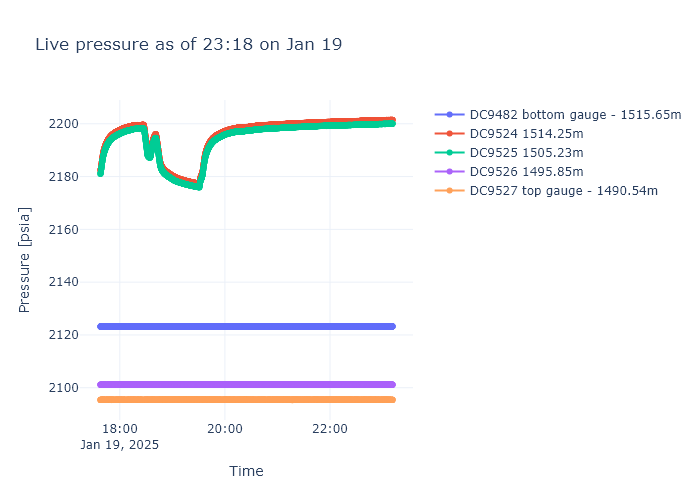 Live pressure as of 23:18 on Jan 19
Pressure [psia]
2200
2180
2160
2140
2120
2100
18:00
Jan 19, 2025
20:00
22:00
Time
DC9482 bottom gauge - 1515.65m
DC9524 1514.25m
DC9525 1505.23m
DC9526 1495.85m
DC9527 top gauge - 1490.54m